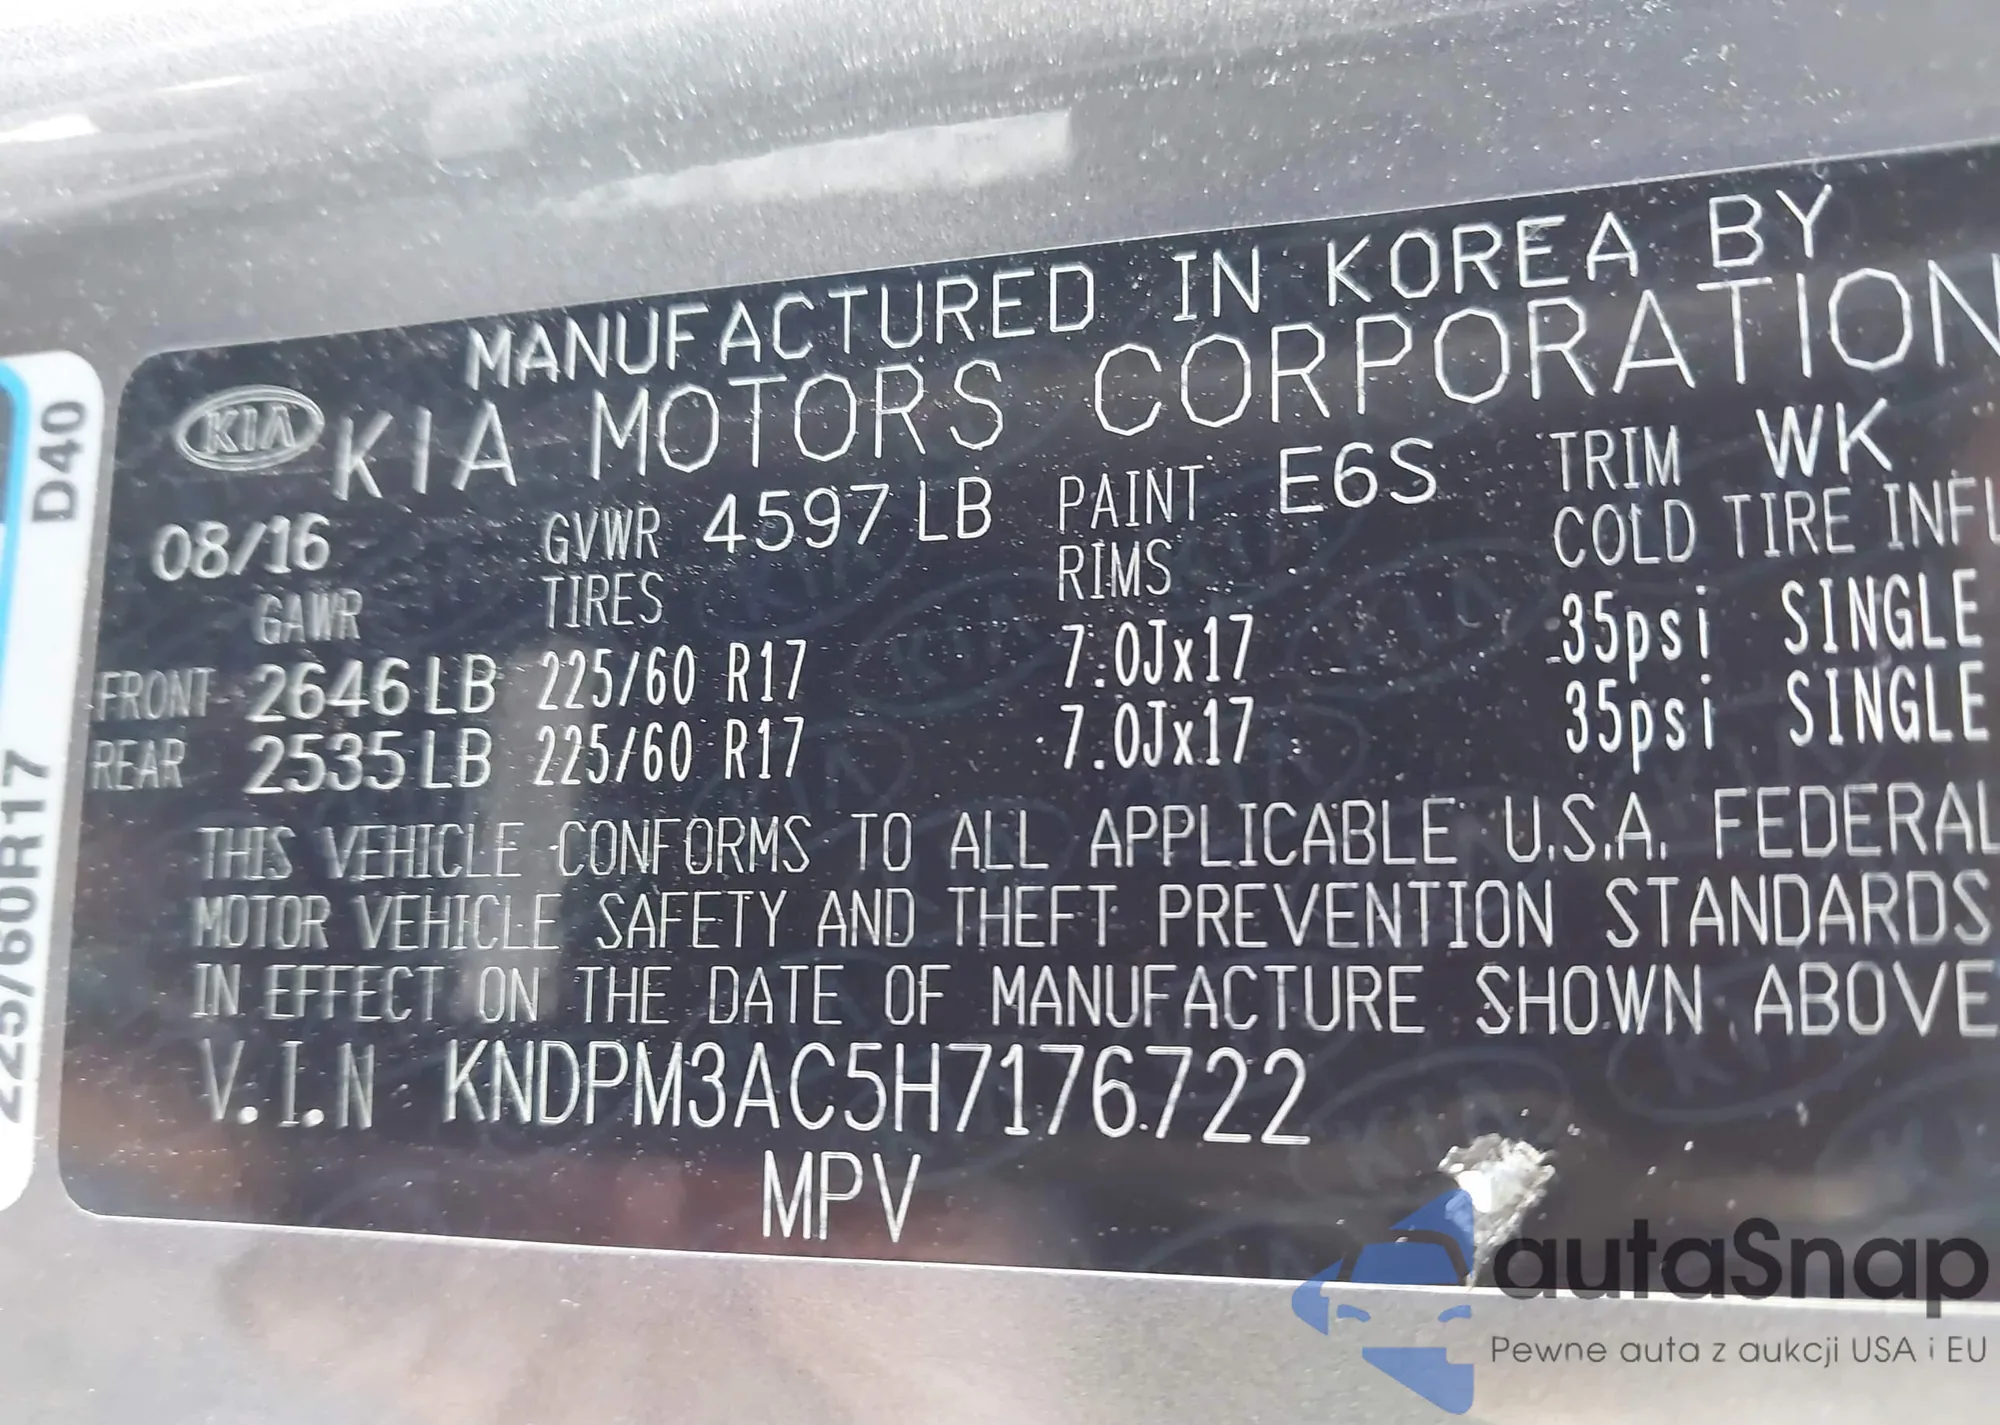 MANUFACTURED IN KOREA BY
KIA KIA MOTORS CORPORATION
08/16 GVWR 4597 LB PAINT E6S TRIM WK
GAWR TIRES RIMS COLD TIRE INFL
FRONT 2646 LB 225/60 R17 7.0Jx17 35psi SINGLE
REAR 2535 LB 225/60 R17 7.0Jx17 35psi SINGLE
THIS VEHICLE CONFORMS TO ALL APPLICABLE U.S.A. FEDERAL
MOTOR VEHICLE SAFETY AND THEFT PREVENTION STANDARDS
IN EFFECT ON THE DATE OF MANUFACTURE SHOWN ABOVE
V.I.N KNDPM3AC5H7176722
MPV
D40
225/60R17
autaSnap
Pewne auta z aukcji USA i EU